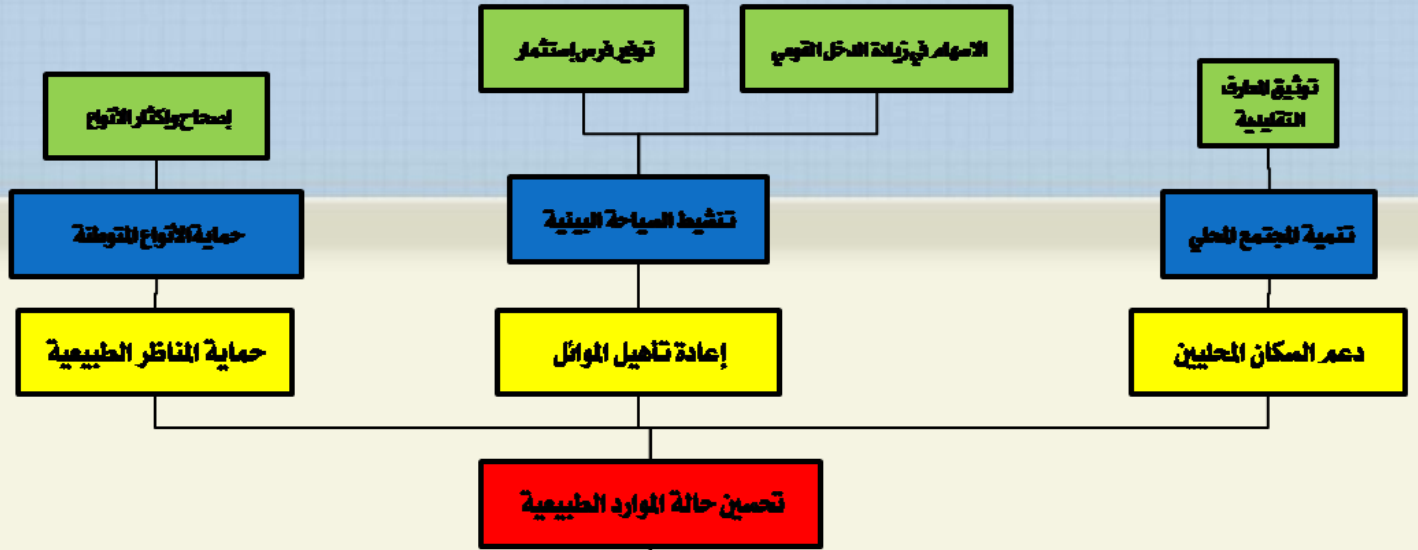 الاسهام في زيادة الدخل القومي
توفع فرص إستثمار
توثيق المعارف
التقليدية
إصحاح وإكثار الأنواع
تنمية المجتمع المحلي
تنشيط السياحة البيئية
حماية الأنواع المتوطنة
دعم السكان المحليين
إعادة تأهيل الموائل
حماية المناظر الطبيعية
تحسين حالة الموارد الطبيعية